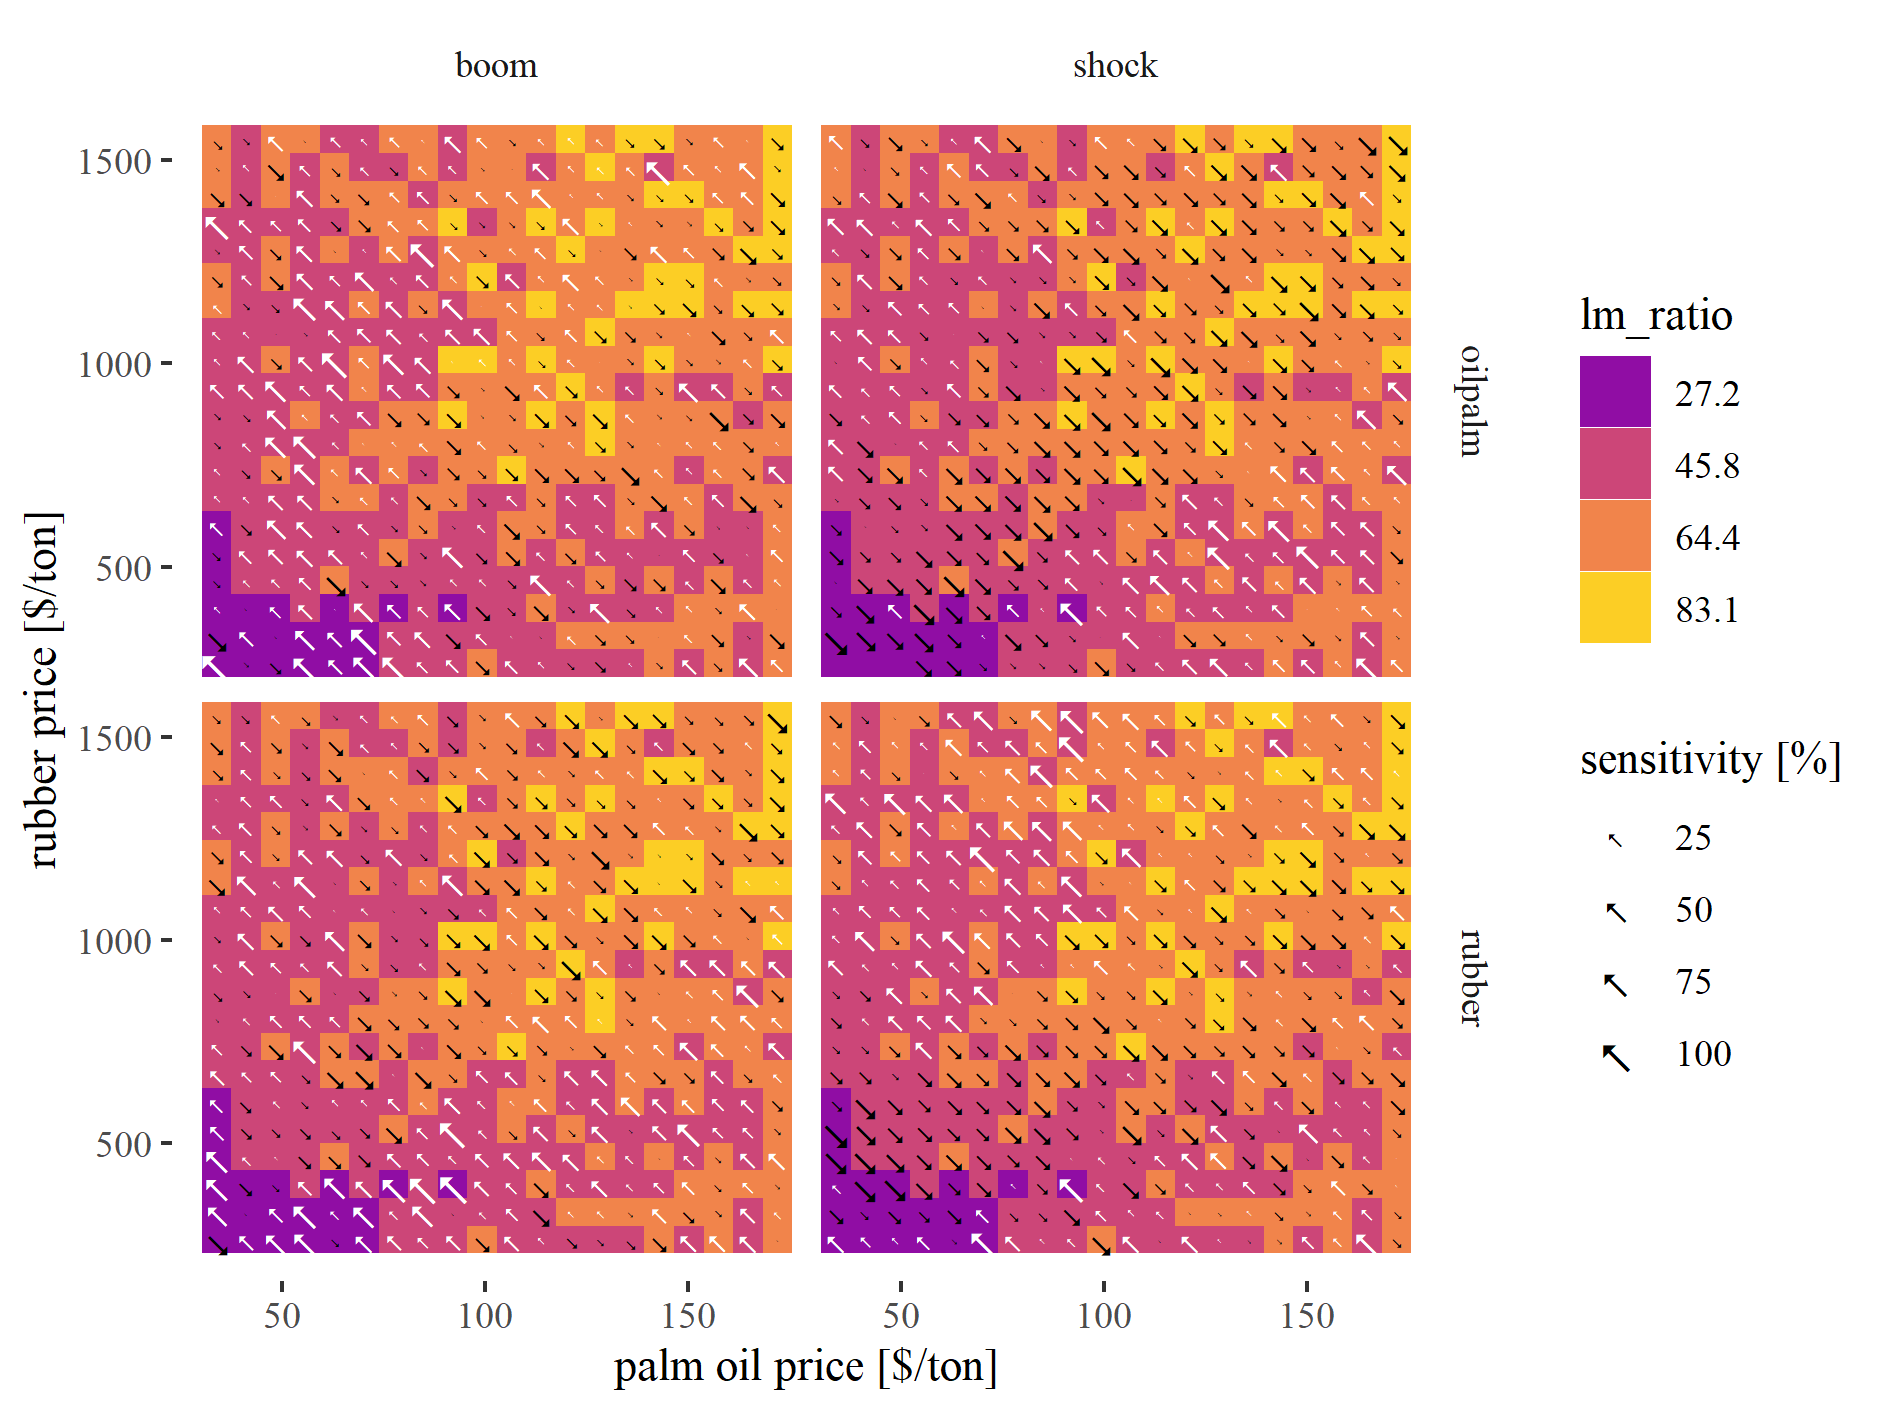 boom
shock
1500
1000
500
oilpalm
1500
1000
500
rubber
50
100
150
50
100
150
palm oil price [$/ton]
rubber price [$/ton]
lm_ratio
27.2
45.8
64.4
83.1
sensitivity [%]
25
50
75
100